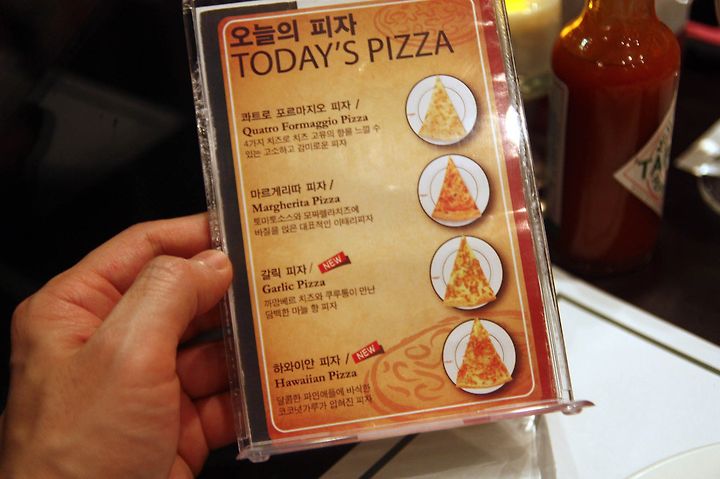 오늘의 피자
TODAY'S PIZZA
콰트로 포르마지오 피자 /
Quatro Formaggio Pizza
4가지 치즈로 치즈 고유의 향를 느낄 수
있는 고소하고 감미로운 피자
마르게리따 피자 /
Margherita Pizza
토마토소스와 모짜렐라치즈에
바질을 얹은 대표적인 이태리피자
갈릭 피자 / NEW
Garlic Pizza
까망베르 치즈와 쿠루통이 만난
담백한 마늘 향 피자
하와이안 피자 / NEW
Hawaiian Pizza
달콤한 파인애플에 바삭한
코코넛가루가 입혀진 피자